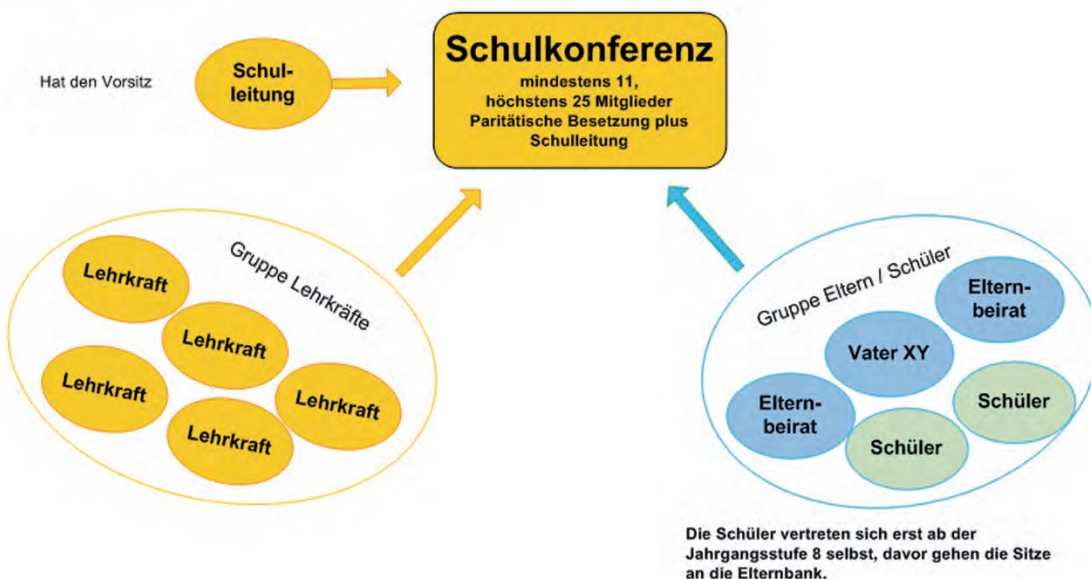 Hat den Vorsitz
Schul-
leitung
Schulkonferenz
mindestens 11,
höchstens 25 Mitglieder
Paritätische Besetzung plus
Schulleitung
Gruppe Lehrkräfte
Lehrkraft
Lehrkraft
Lehrkraft
Lehrkraft
Lehrkraft
Gruppe Eltern / Schüler
Eltern-
beirat
Vater XY
Eltern-
beirat
Schüler
Schüler
Die Schüler vertreten sich erst ab der
Jahrgangsstufe 8 selbst, davor gehen die Sitze
an die Elternbank.